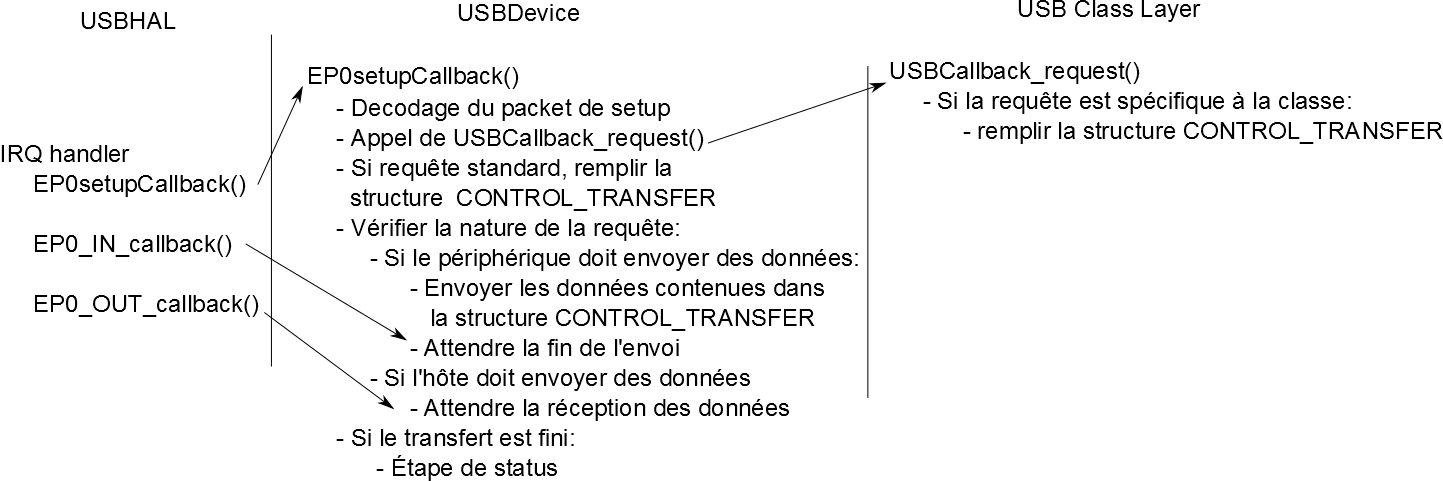 USBHAL
IRQ handler
EP0setupCallback()
EP0_IN_callback()
EP0_OUT_callback()
USBDevice
EP0setupCallback()
- Decodage du packet de setup
- Appel de USBCallback_request()
- Si requête standard, remplir la
structure CONTROL_TRANSFER
- Vérifier la nature de la requête:
- Si le périphérique doit envoyer des données:
- Envoyer les données contenues dans
la structure CONTROL_TRANSFER
- Attendre la fin de l'envoi
- Si l'hôte doit envoyer des données
- Attendre la réception des données
- Si le transfert est fini:
- Étape de status
USB Class Layer
USBCallback_request()
- Si la requête est spécifique à la classe:
- remplir la structure CONTROL_TRANSFER